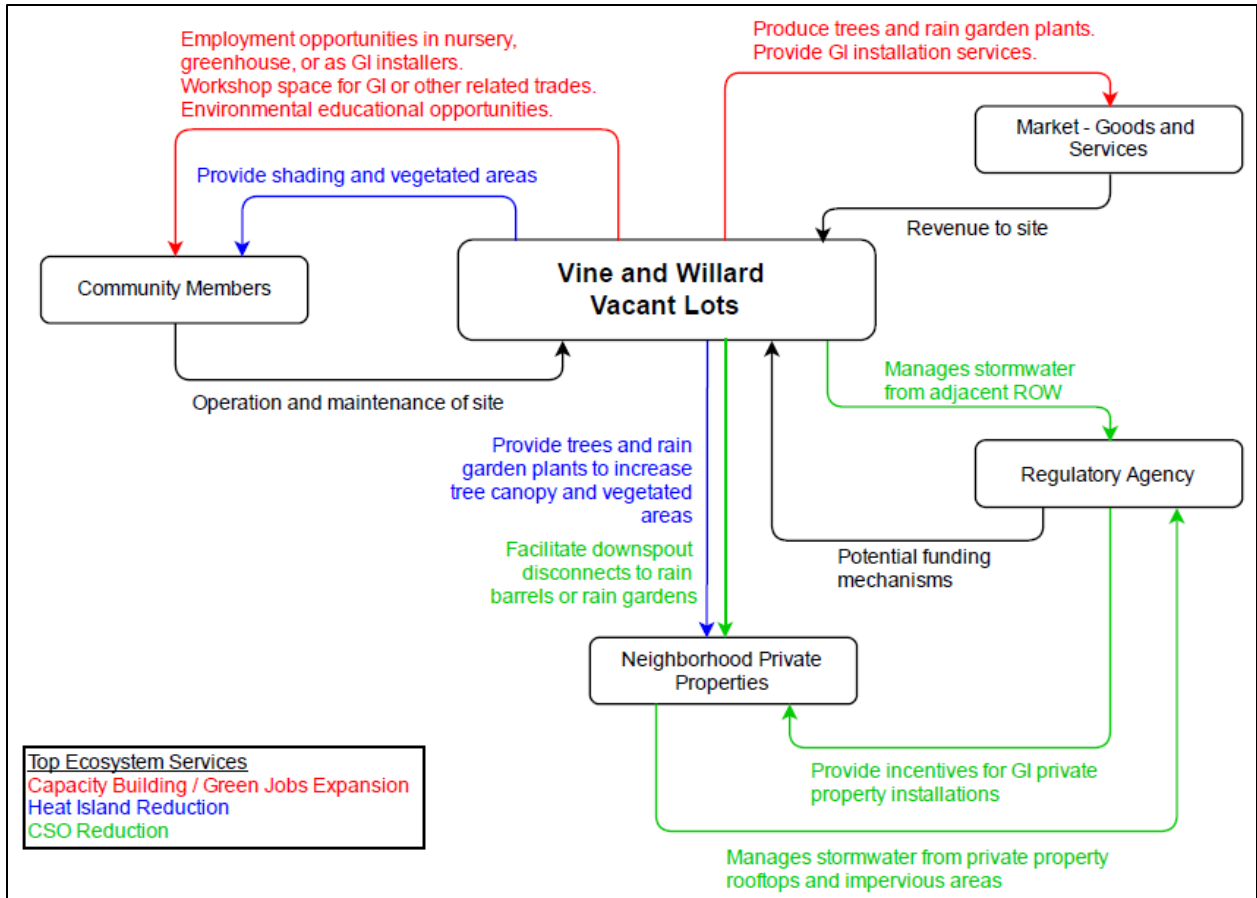 Employment opportunities in nursery,
greenhouse, or as GI installers.
Workshop space for GI or other related trades.
Environmental educational opportunities.
Produce trees and rain garden plants.
Provide GI installation services.
Market - Goods and
Services
Provide shading and vegetated areas
Revenue to site
Community Members
Vine and Willard
Vacant Lots
Operation and maintenance of site
Manages stormwater
from adjacent ROW
Provide trees and rain
garden plants to increase
tree canopy and vegetated
areas
Regulatory Agency
Facilitate downspout
disconnects to rain
barrels or rain gardens
Potential funding
mechanisms
Neighborhood Private
Properties
Top Ecosystem Services
Capacity Building / Green Jobs Expansion
Heat Island Reduction
CSO Reduction
Provide incentives for GI private
property installations
Manages stormwater from private property
rooftops and impervious areas